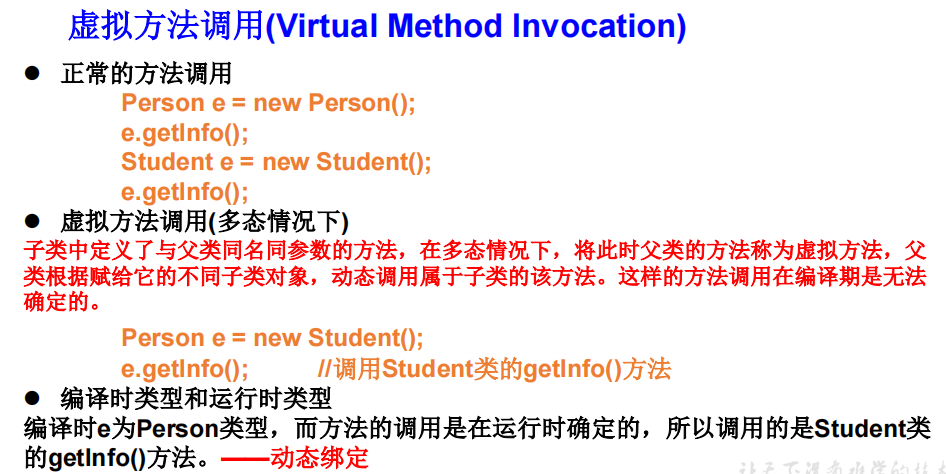 虚拟方法调用(Virtual Method Invocation)
● 正常的方法调用
Person e = new Person();
e.getInfo();
Student e = new Student();
e.getInfo();
● 虚拟方法调用(多态情况下)
子类中定义了与父类同名同参数的方法，在多态情况下，将此时父类的方法称为虚拟方法，父
类根据赋给它的不同子类对象，动态调用属于子类的该方法。这样的方法调用在编译期是无法
确定的。
Person e = new Student();
e.getInfo(); //调用Student类的getInfo()方法
● 编译时类型和运行时类型
编译时e为Person类型，而方法的调用是在运行时确定的，所以调用的是Student类
的getInfo()方法。——动态绑定